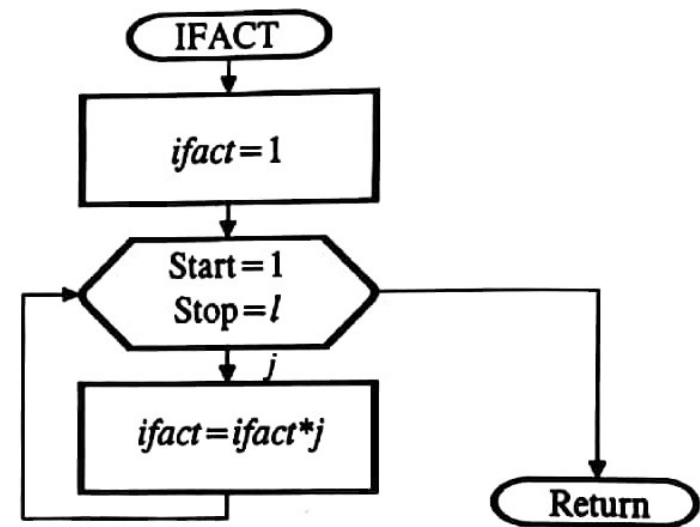 IFACT
ifact=1
Start=1
Stop=l
j
ifact=ifact*j
Return